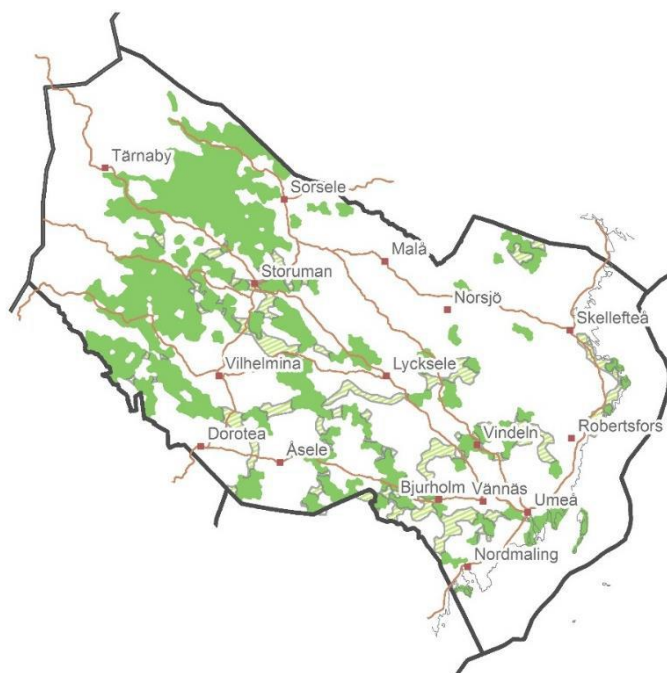 Tärnaby
Sorsele
Malå
Storuman
Norsjö
Skellefteå
Vilhelmina
Lycksele
Dorotea
Åsele
Vindeln
Robertsfors
Bjurholm
Vännäs
Umeå
Nordmaling